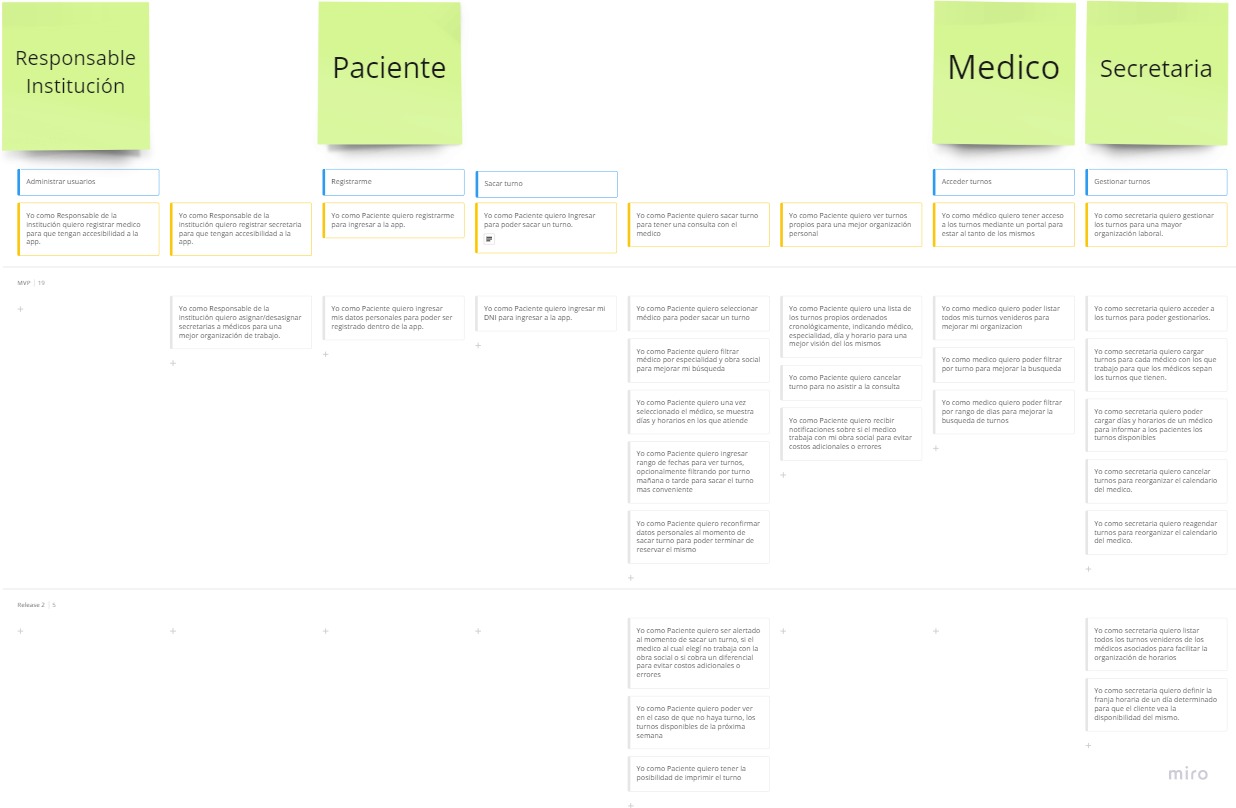 Responsable
Institución
Paciente
Medico
Secretaria
Administrar usuarios
Registrarme
Sacar turno
Acceder turnos
Gestionar turnos
Yo como Responsable de la
institución quiero registrar medico
para que tengan accesibilidad a la
app.
Yo como Responsable de la
institución quiero registrar secretaria
para que tengan accesibilidad a la
app.
Yo como Paciente quiero registrarme
para ingresar a la app.
Yo como Paciente quiero Ingresar
para poder sacar un turno.
Yo como Paciente quiero sacar turno
para tener una consulta con el
medico
Yo como Paciente quiero ver turnos
propios para una mejor organización
personal
Yo como médico quiero tener acceso
a los turnos mediante un portal para
estar al tanto de los mismos
Yo como secretaria quiero gestionar
turnos para una mayor
organización laboral.
MVP | 19
Yo como Responsable de la
institución quiero asignar/desasignar
secretarias a médicos para una
mejor organización de trabajo.
Yo como Paciente quiero ingresar
mis datos personales para poder ser
registrado dentro de la app.
Yo como Paciente quiero ingresar mi
DNI para ingresar a la app.
Yo como Paciente quiero seleccionar
médico para poder sacar un turno
Yo como Paciente quiero filtrar
médico por especialidad y obra social
para mejorar mi búsqueda
Yo como Paciente quiero una vez
seleccionado el médico, se muestra
días y horarios en los que atiende
Yo como Paciente quiero ingresar
rango de fechas para ver turnos,
opcionalmente filtrando por turno
mañana o tarde para sacar el turno
mas conveniente
Yo como Paciente quiero reconfirmar
datos personales al momento de
sacar turno para poder terminar de
reservar el mismo
Yo como Paciente quiero una lista de
los turnos propios ordenados
cronológicamente, indicando médico,
especialidad, día y horario para una
mejor visión del los mismos
Yo como Paciente quiero cancelar
turno para no asistir a la consulta
Yo como Paciente quiero recibir
notificaciones sobre si el medico
trabaja con mi obra social para evitar
costos adicionales o errores
Yo como medico quiero poder listar
todos mis turnos venideros para
mejorar mi organizacion
Yo como medico quiero poder filtrar
por turno para mejorar la busqueda
Yo como medico quiero poder filtrar
por rango de dias para mejorar la
busqueda de turnos
Yo como secretaria quiero acceder a
los turnos para poder gestionarlos.
Yo como secretaria quiero cargar
turnos para cada médico con los que
trabajo para que los médicos sepan
los turnos que tienen.
Yo como secretaria quiero poder
cargar días y horarios de un médico
para informar a los pacientes los
turnos disponibles
Yo como secretaria quiero cancelar
turnos para reorganizar el calendario
del medico.
Yo como secretaria quiero reagendar
turnos para reorganizar el calendario
del medico.
Release 2 | 5
Yo como Paciente quiero ser alertado
al momento de sacar un turno, si el
medico al cual elegí no trabaja con la
obra social o si cobra un diferencial
para evitar costos adicionales o
errores
Yo como Paciente quiero poder ver
en el caso de que no haya turno, los
turnos disponibles de la próxima
semana
Yo como Paciente quiero tener la
posibilidad de imprimir el turno
Yo como secretaria quiero listar
todos los turnos venideros de los
médicos asociados para facilitar la
organización de horarios
Yo como secretaria quiero definir la
franja horaria de un día determinado
para que el cliente vea la
disponibilidad del mismo.
miro